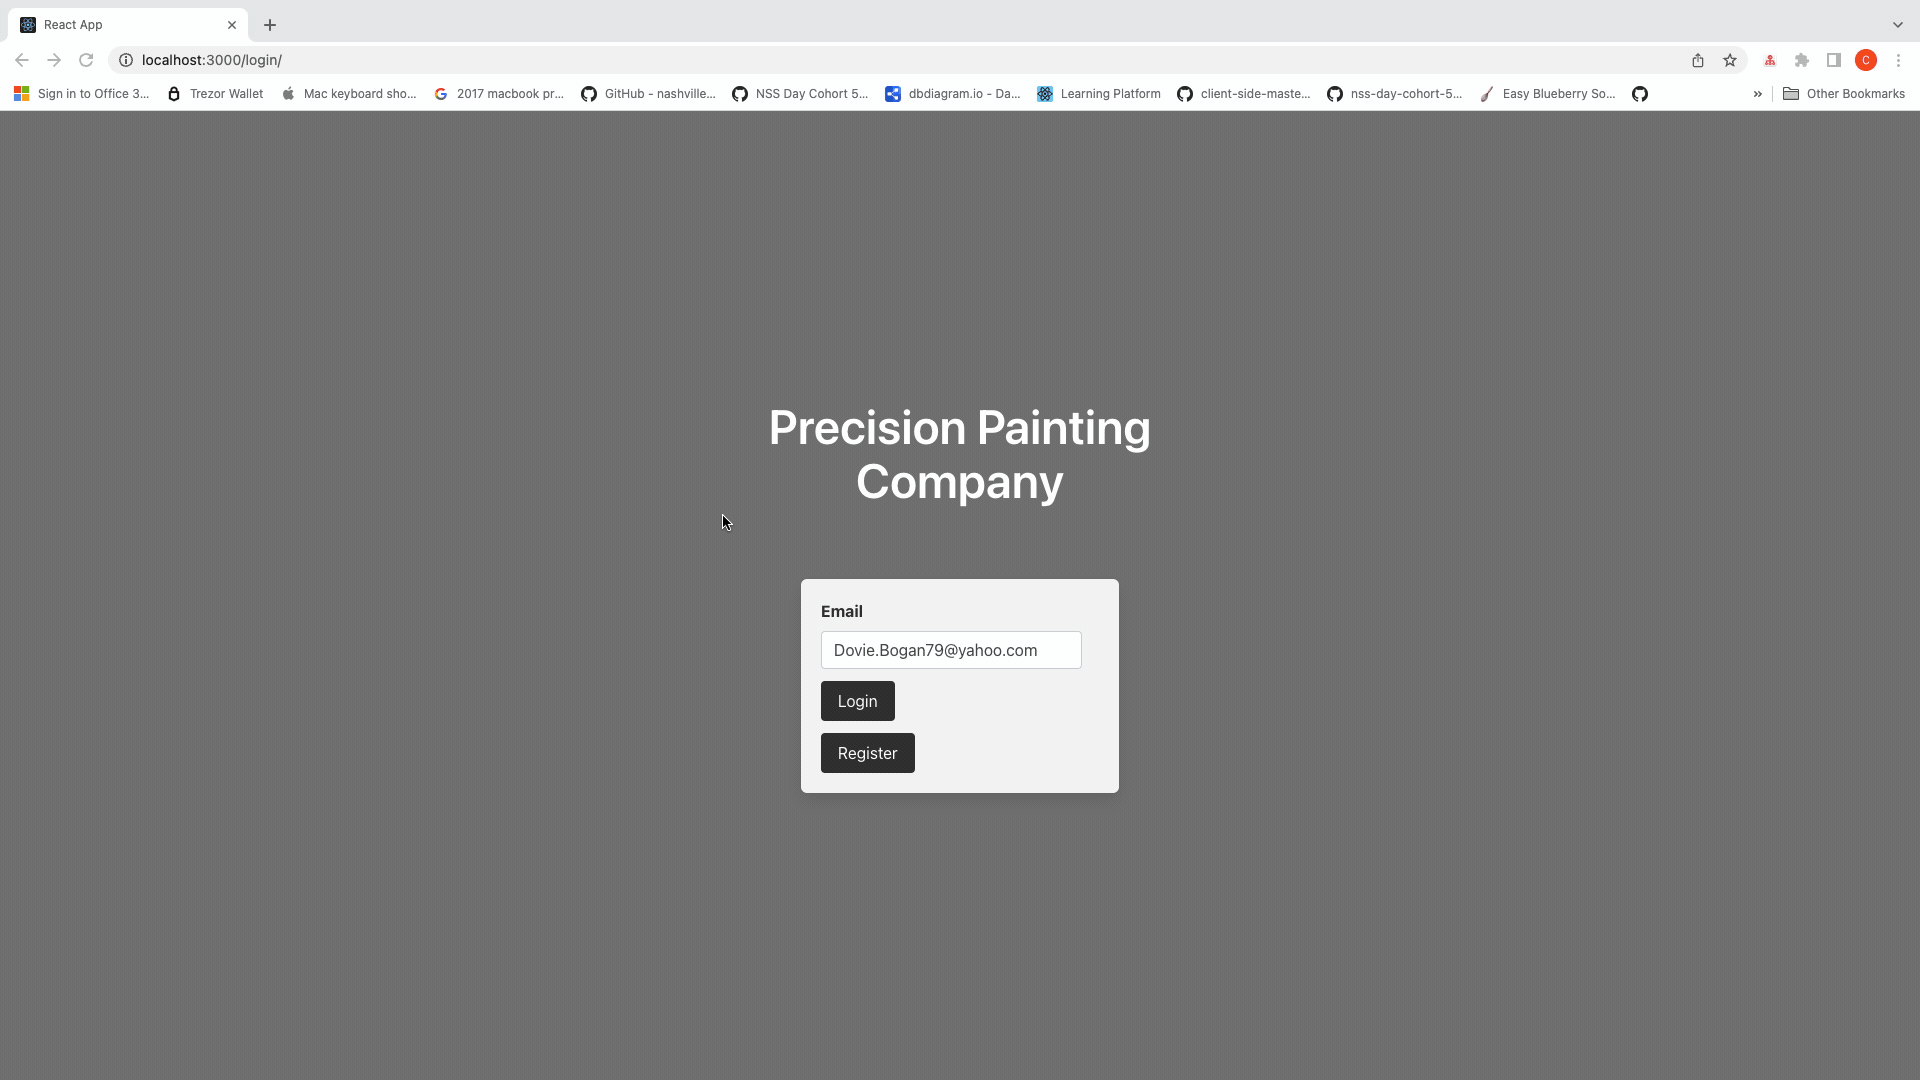 React App
localhost:3000/login/
C
Sign in to Office 3...
Trezor Wallet
Mac keyboard sho...
2017 macbook pr...
GitHub - nashville...
NSS Day Cohort 5...
dbdiagram.io - Da...
Learning Platform
client-side-maste...
nss-day-cohort-5...
Easy Blueberry So...
Other Bookmarks
Precision Painting
Company
Email
Dovie.Bogan79@yahoo.com
Login
Register